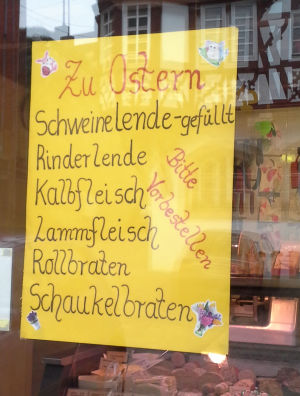 Zu Ostern
Schweinelende-gefüllt
Rinderlende
Kalbfleisch
Lammfleisch
Rollbraten
Schaukelbraten
Bitte
Vorbestellen